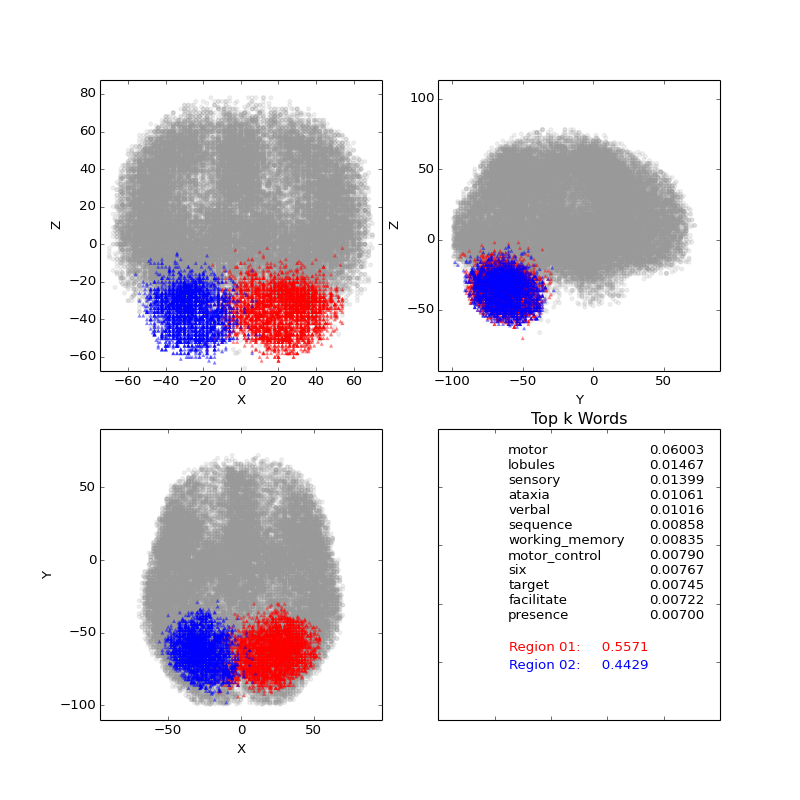 80
60
40
20
0
−20
−40
−60
Z
−60 −40 −20 0 20 40 60
X
100
50
0
−50
Z
−100 −50 0 50
Y
50
0
−50
−100
Y
−50 0 50
X
Top k Words
motor 0.06003
lobules 0.01467
sensory 0.01399
ataxia 0.01061
verbal 0.01016
sequence 0.00858
working_memory 0.00835
motor_control 0.00790
six 0.00767
target 0.00745
facilitate 0.00722
presence 0.00700
Region 01: 0.5571
Region 02: 0.4429